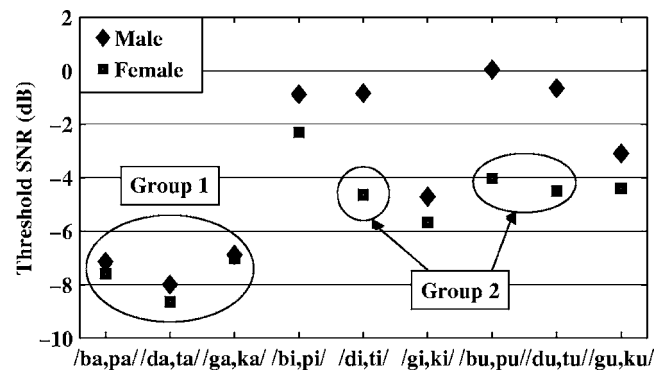 2
Male
Female
0
−2
−4
−6
−8
−10
Threshold SNR (dB)
Group 1
Group 2
/ba,pa/ /da,ta/ /ga,ka/ /bi,pi/ /di,ti/ /gi,ki/ /bu,pu/ /du,tu/ /gu,ku/